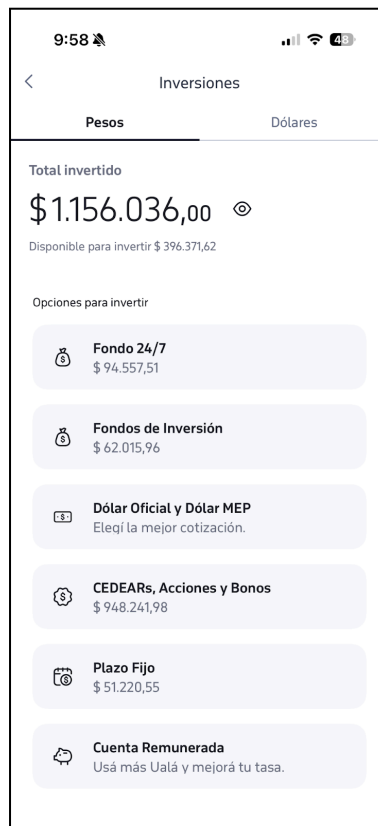 9:58
48
Inversiones
Pesos
Dólares
Total invertido
$ 1.156.036,00
Disponible para invertir $ 396.371,62
Opciones para invertir
Fondo 24/7
$ 94.557,51
Fondos de Inversión
$ 62.015,96
Dólar Oficial y Dólar MEP
Elegí la mejor cotización.
CEDEARs, Acciones y Bonos
$ 948.241,98
Plazo Fijo
$ 51.220,55
Cuenta Remunerada
Usá más Ualá y mejorá tu tasa.